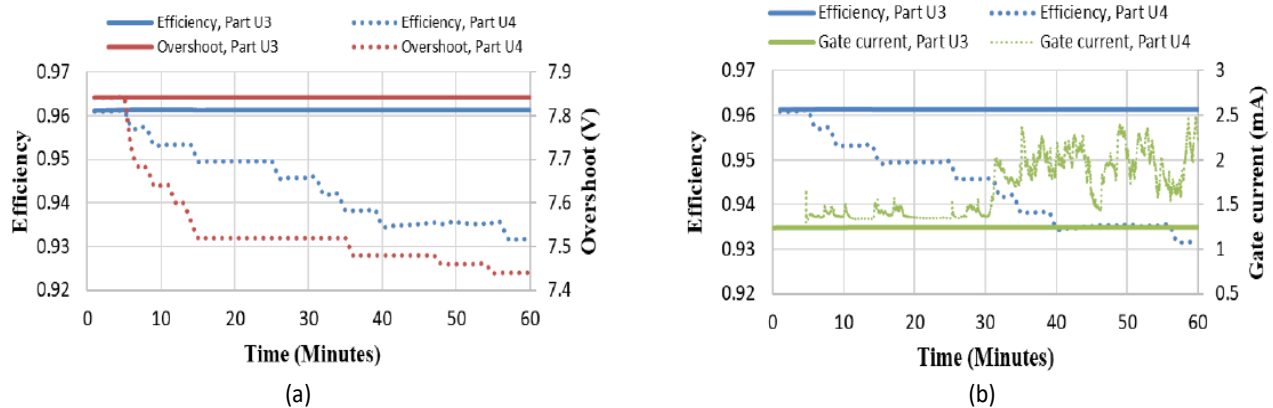 Efficiency, Part U3 Efficiency, Part U4
Overshoot, Part U3 Overshoot, Part U4
0.97 7.9
0.96 7.8
0.95 7.7
0.94 7.6
0.93 7.5
0.92 7.4
Efficiency
Overshoot (V)
0 10 20 30 40 50 60
Time (Minutes)
(a)
Efficiency, Part U3 Efficiency, Part U4
Gate current, Part U3 Gate current, Part U4
0.97 3
0.96 2.5
0.95 2
0.94 1.5
0.93 1
0.92 0.5
Efficiency
Gate current (mA)
0 10 20 30 40 50 60
Time (Minutes)
(b)